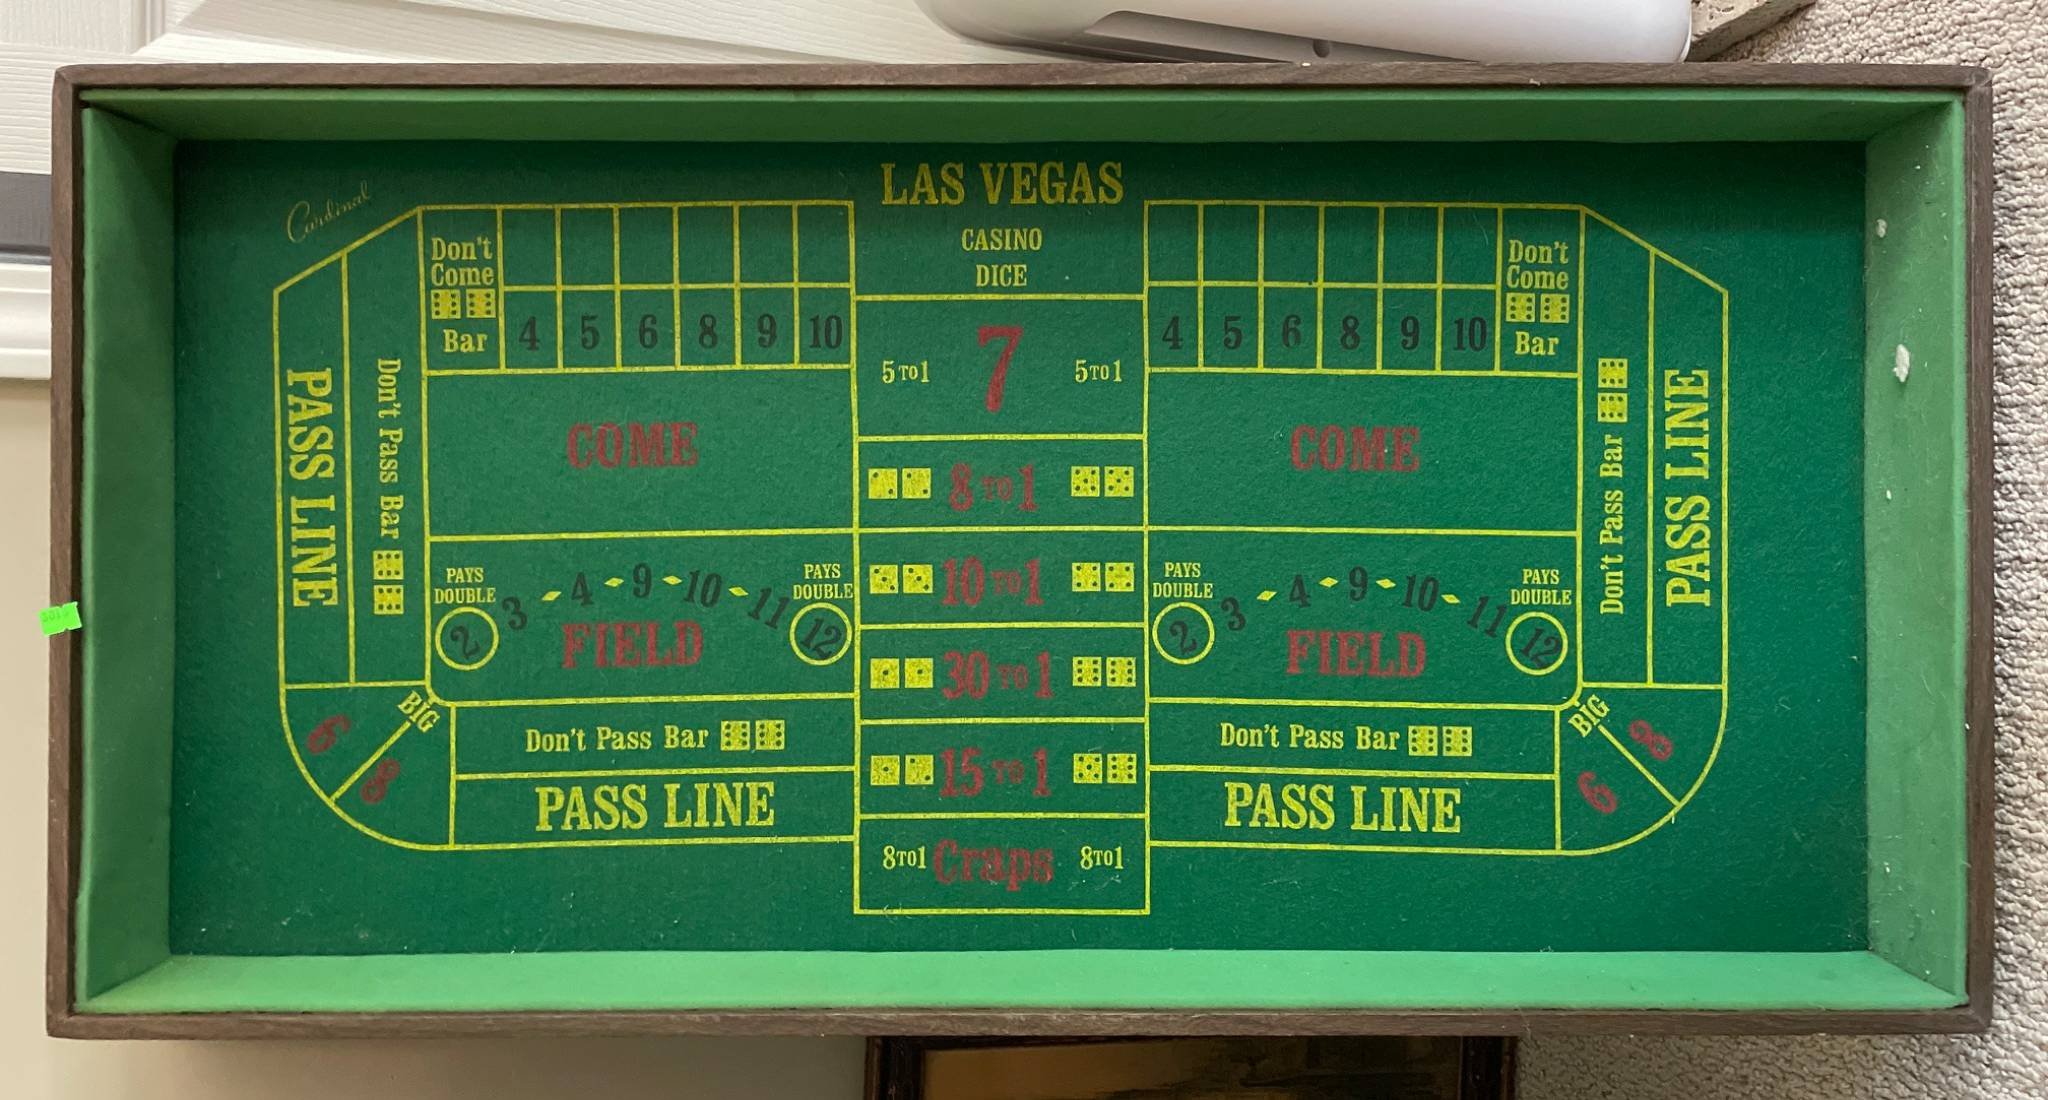 Cardinal
LAS VEGAS
CASINO
DICE
Don't
Come
Bar
4 5 6 8 9 10
PASS LINE
Don't Pass Bar
COME
PAYS
DOUBLE
2 3 4 9 10 11 12
PAYS
DOUBLE
FIELD
BIG
6
8
Don't Pass Bar
PASS LINE
5 TO 1 7 5 TO 1
8 TO 1
10 TO 1
30 TO 1
15 TO 1
8 TO 1 Craps 8 TO 1
4 5 6 8 9 10
Don't
Come
Bar
COME
PAYS
DOUBLE
2 3 4 9 10 11 12
PAYS
DOUBLE
FIELD
Don't Pass Bar
PASS LINE
BIG
6
8
Don't Pass Bar
PASS LINE